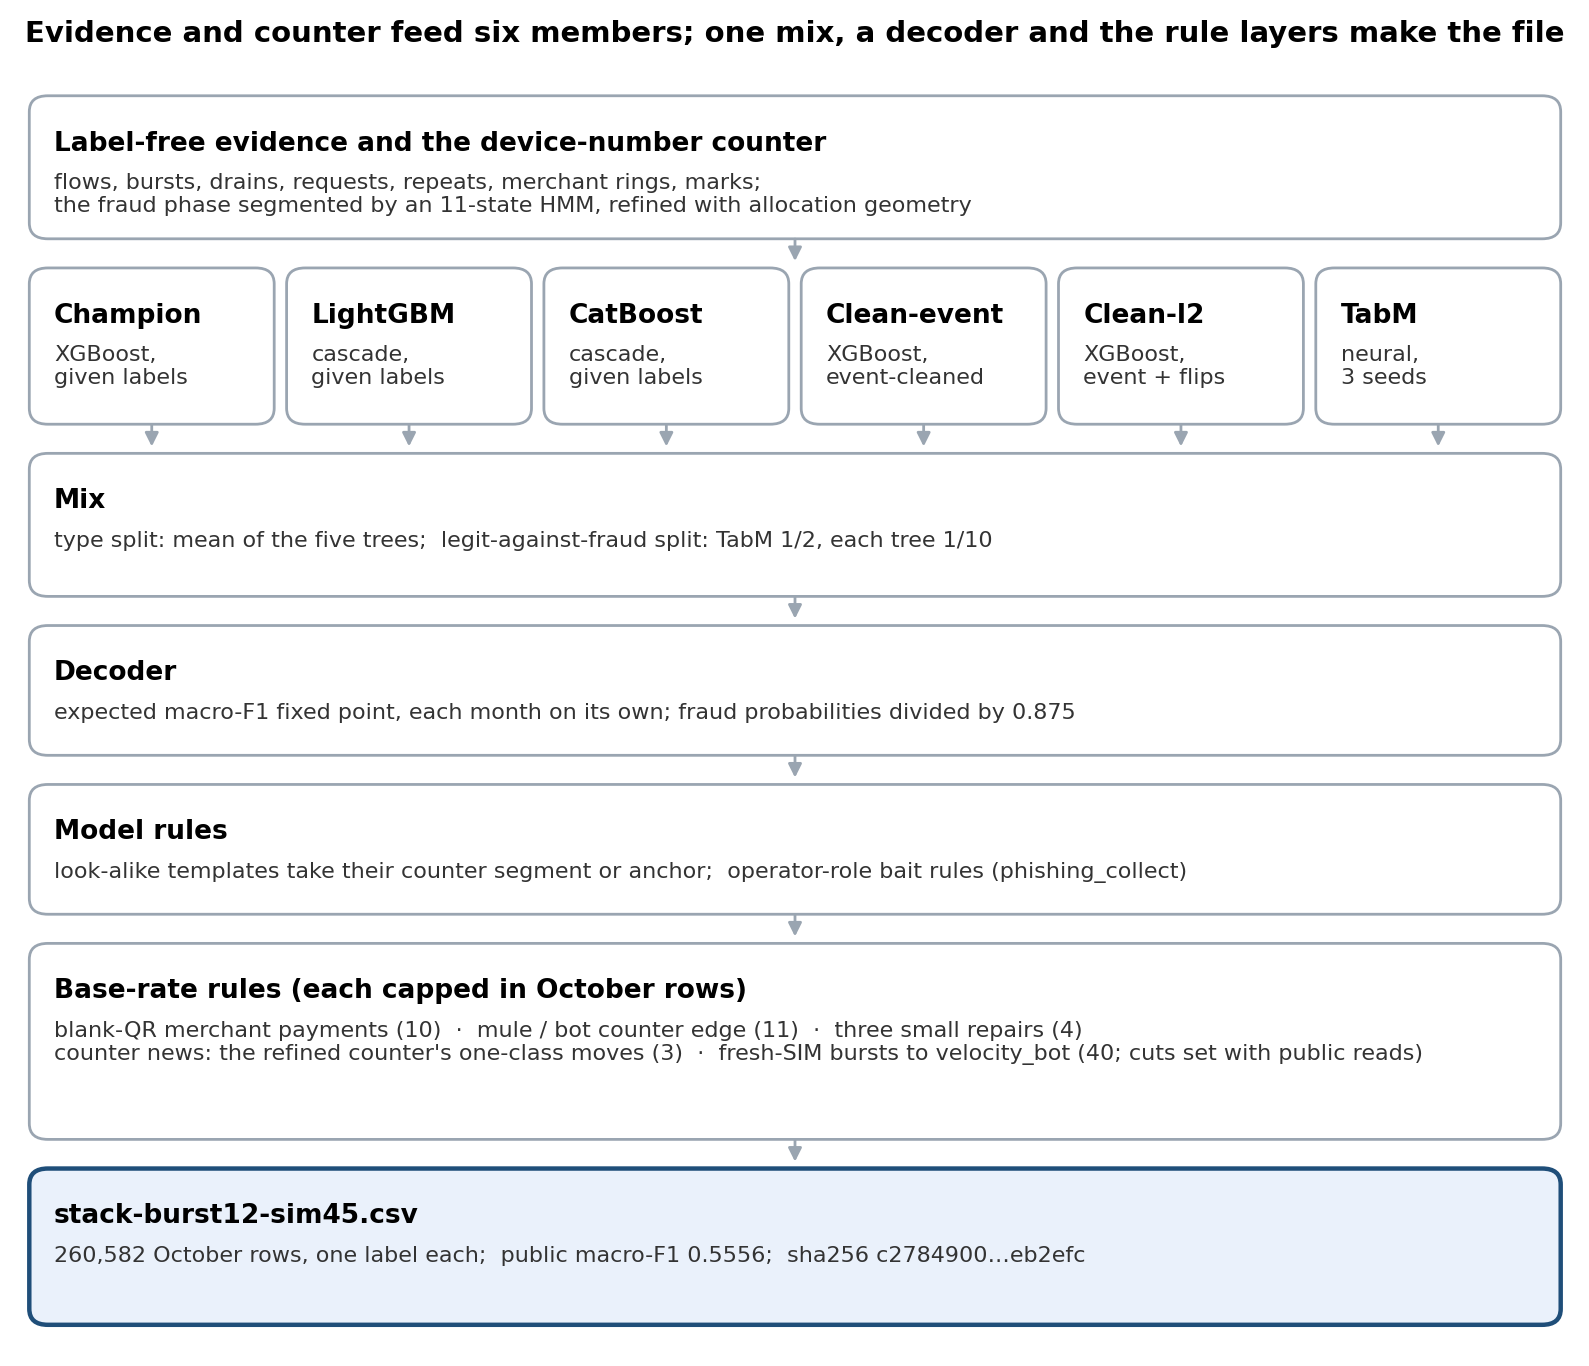 Evidence and counter feed six members; one mix, a decoder and the rule layers make the file
Label-free evidence and the device-number counter
flows, bursts, drains, requests, repeats, merchant rings, marks;
the fraud phase segmented by an 11-state HMM, refined with allocation geometry
Champion
XGBoost,
given labels
LightGBM
cascade,
given labels
CatBoost
cascade,
given labels
Clean-event
XGBoost,
event-cleaned
Clean-l2
XGBoost,
event + flips
TabM
neural,
3 seeds
Mix
type split: mean of the five trees;  legit-against-fraud split: TabM 1/2, each tree 1/10
Decoder
expected macro-F1 fixed point, each month on its own; fraud probabilities divided by 0.875
Model rules
look-alike templates take their counter segment or anchor;  operator-role bait rules (phishing_collect)
Base-rate rules (each capped in October rows)
blank-QR merchant payments (10)  ·  mule / bot counter edge (11)  ·  three small repairs (4)
counter news: the refined counter's one-class moves (3)  ·  fresh-SIM bursts to velocity_bot (40; cuts set with public reads)
stack-burst12-sim45.csv
260,582 October rows, one label each;  public macro-F1 0.5556;  sha256 c2784900…eb2efc